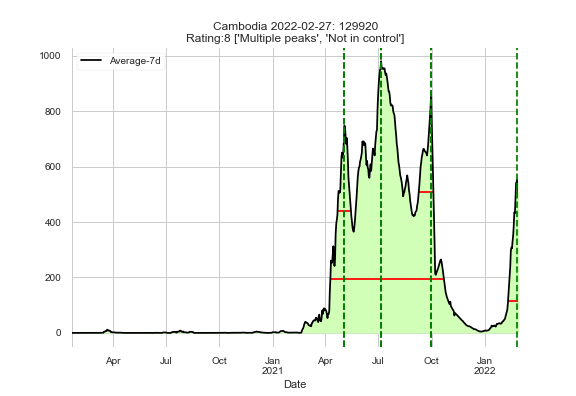 Cambodia 2022-02-27: 129920
Rating:8 ['Multiple peaks', 'Not in control']
Average-7d
1000
800
600
400
200
0
Apr Jul Oct Jan Apr Jul Oct Jan
2021 2022
Date